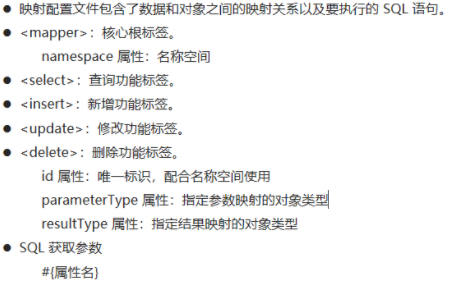 ● 映射配置文件包含了数据和对象之间的映射关系以及要执行的 SQL 语句。
● <mapper>：核心根标签。
namespace 属性：名称空间
● <select>：查询功能标签。
● <insert>：新增功能标签。
● <update>：修改功能标签。
● <delete>：删除功能标签。
id 属性：唯一标识，配合名称空间使用
parameterType 属性：指定参数映射的对象类型
resultType 属性：指定结果映射的对象类型
● SQL 获取参数
#{属性名}